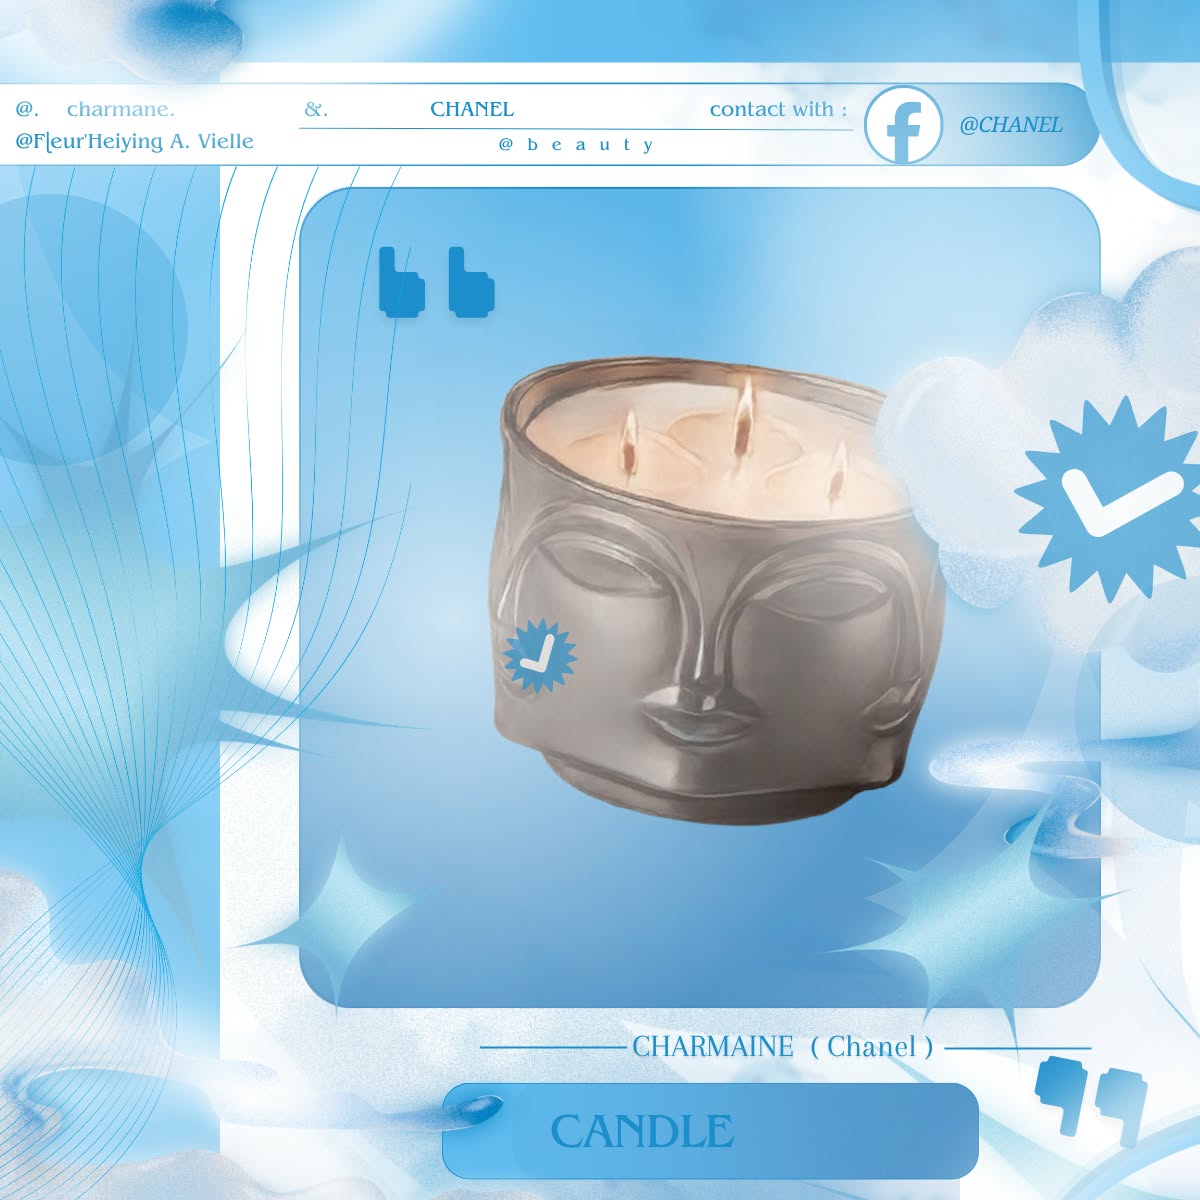 @. charmane. &. CHANEL contact with :
@CHANEL
@Fleur'Heiying A. Vielle
@ b e a u t y
CHARMAINE ( Chanel )
CANDLE